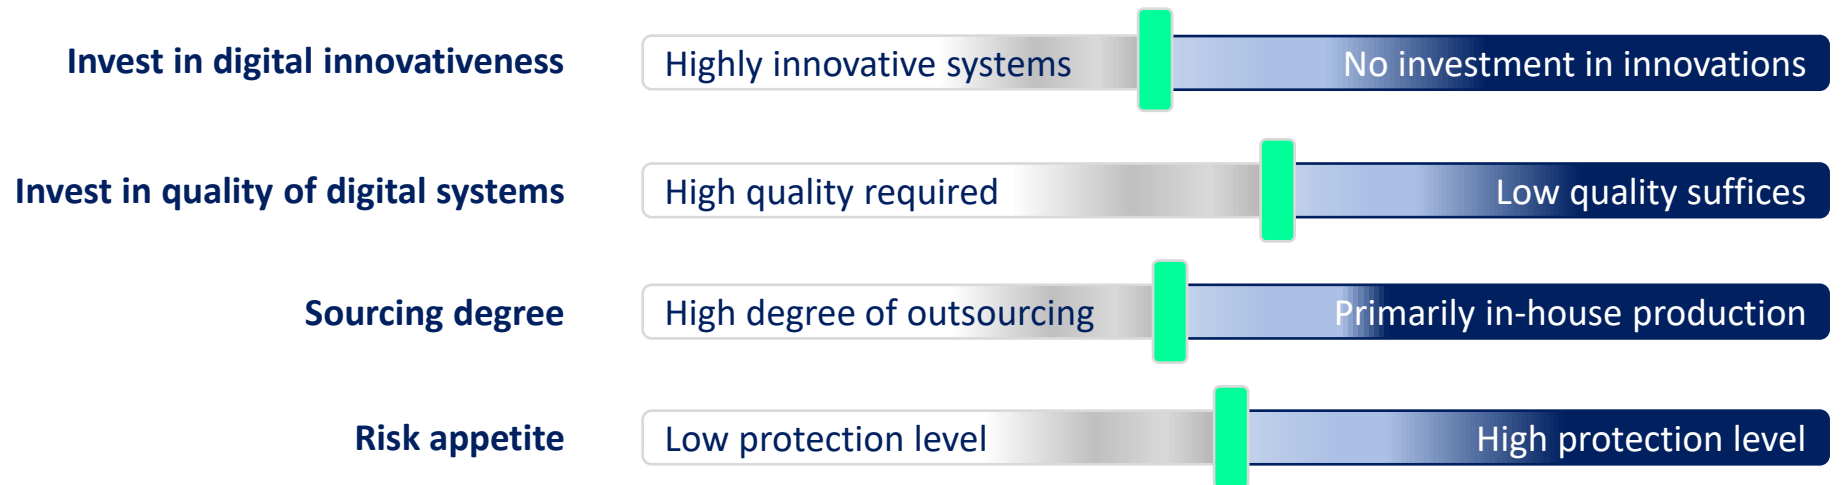 Invest in digital innovativeness
Highly innovative systems
No investment in innovations
Invest in quality of digital systems
High quality required
Low quality suffices
Sourcing degree
High degree of outsourcing
Primarily in-house production
Risk appetite
Low protection level
High protection level